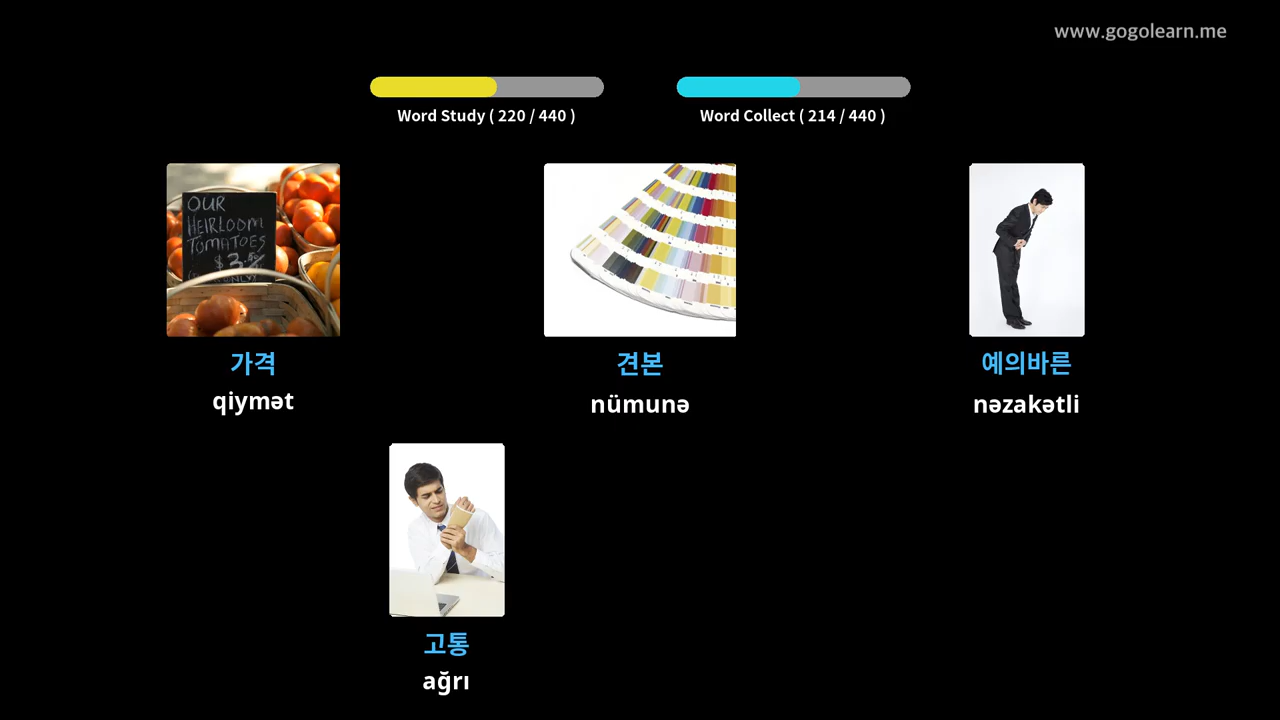 www.gogolearn.me
Word Study ( 220 / 440 )
Word Collect ( 214 / 440 )
OUR
HEIRLOOM
TOMATOES
가격
qiymət
견본
nümunə
예의바른
nəzakətli
고통
ağrı